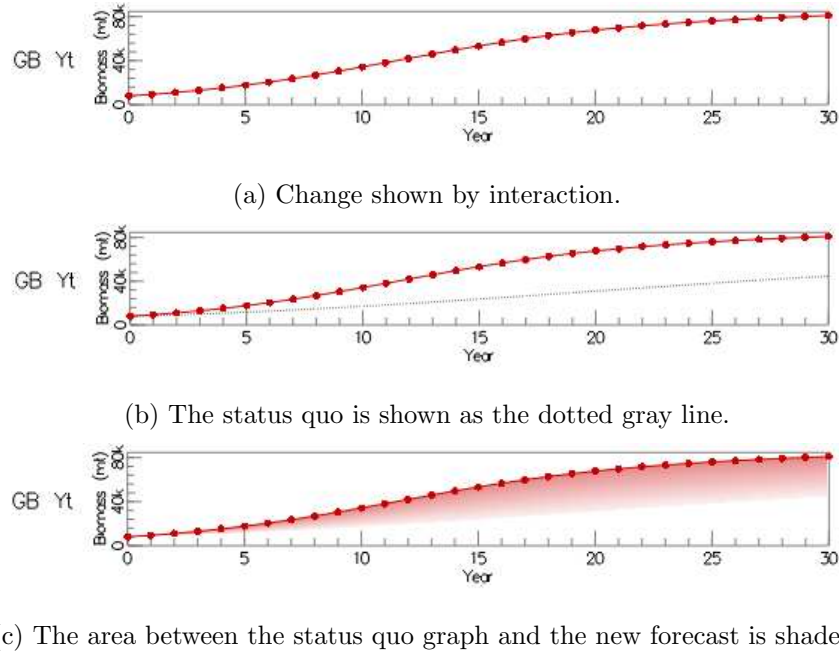 80k
GB Yt
40k
Biomass (mt)
0
0 5 10 15 20 25 30
Year
(a) Change shown by interaction.
80k
GB Yt
40k
Biomass (mt)
0
0 5 10 15 20 25 30
Year
(b) The status quo is shown as the dotted gray line.
80k
GB Yt
40k
Biomass (mt)
0
0 5 10 15 20 25 30
Year
(c) The area between the status quo graph and the new forecast is shade